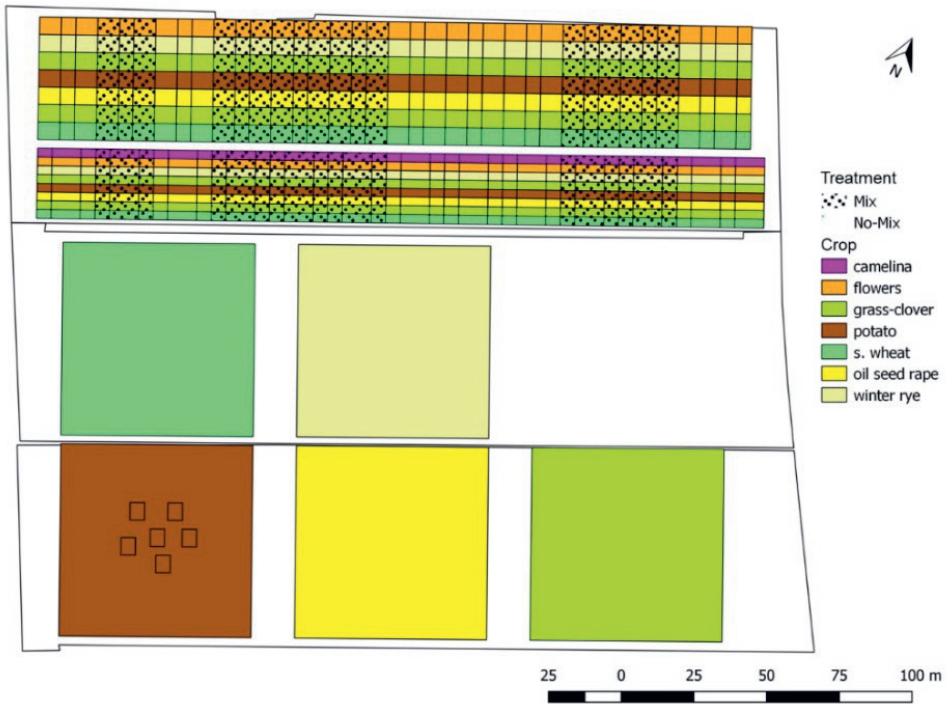 N
Treatment
Mix
No-Mix
Crop
camelina
flowers
grass-clover
potato
s. wheat
oil seed rape
winter rye
25 0 25 50 75 100 m